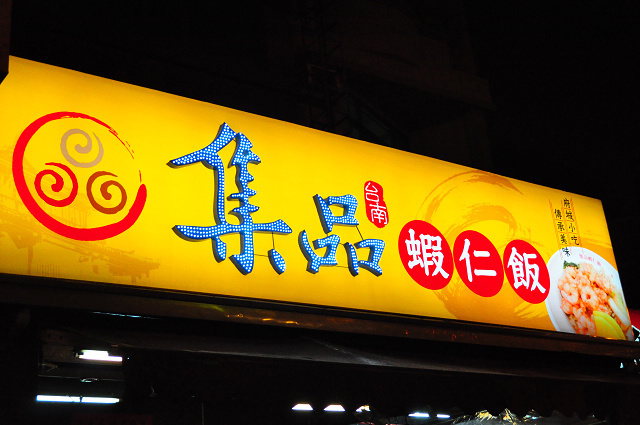 集品
台南
蝦仁飯
府城小吃
傳承美味